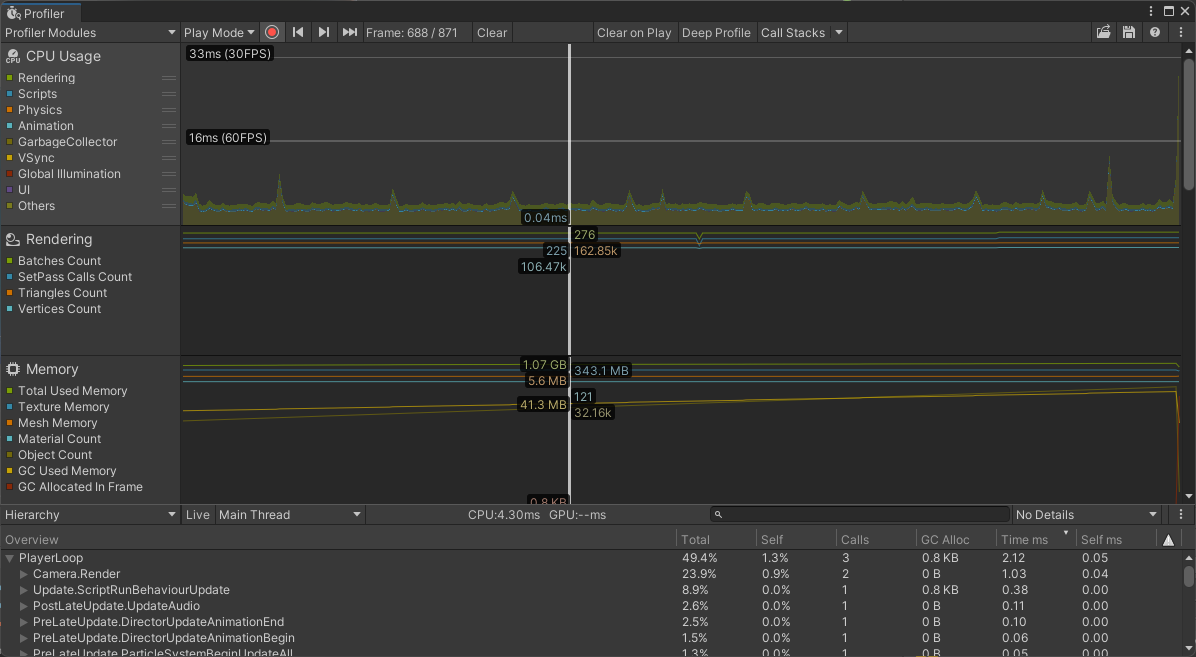 Profiler
Profiler Modules Play Mode Frame: 688 / 871 Clear Clear on Play Deep Profile Call Stacks
CPU Usage
CPU
Rendering
Scripts
Physics
Animation
GarbageCollector
VSync
Global Illumination
UI
Others
33ms (30FPS)
16ms (60FPS)
0.04ms
Rendering
Batches Count
SetPass Calls Count
Triangles Count
Vertices Count
276
225 162.85k
106.47k
Memory
Total Used Memory
Texture Memory
Mesh Memory
Material Count
Object Count
GC Used Memory
GC Allocated In Frame
1.07 GB
343.1 MB
5.6 MB
121
41.3 MB
32.16k
0.8 KB
Hierarchy Live Main Thread CPU:4.30ms GPU:--ms No Details
Overview Total Self Calls GC Alloc Time ms Self ms
PlayerLoop 49.4% 1.3% 3 0.8 KB 2.12 0.05
Camera.Render 23.9% 0.9% 2 0 B 1.03 0.04
Update.ScriptRunBehaviourUpdate 8.9% 0.0% 1 0.8 KB 0.38 0.00
PostLateUpdate.UpdateAudio 2.6% 0.0% 1 0 B 0.11 0.00
PreLateUpdate.DirectorUpdateAnimationEnd 2.5% 0.0% 1 0 B 0.10 0.00
PreLateUpdate.DirectorUpdateAnimationBegin 1.5% 0.0% 1 0 B 0.06 0.00
PreLateUpdate.ParticleSystemBeginUpdateAll 1.3% 0.0% 1 0 B 0.05 0.00